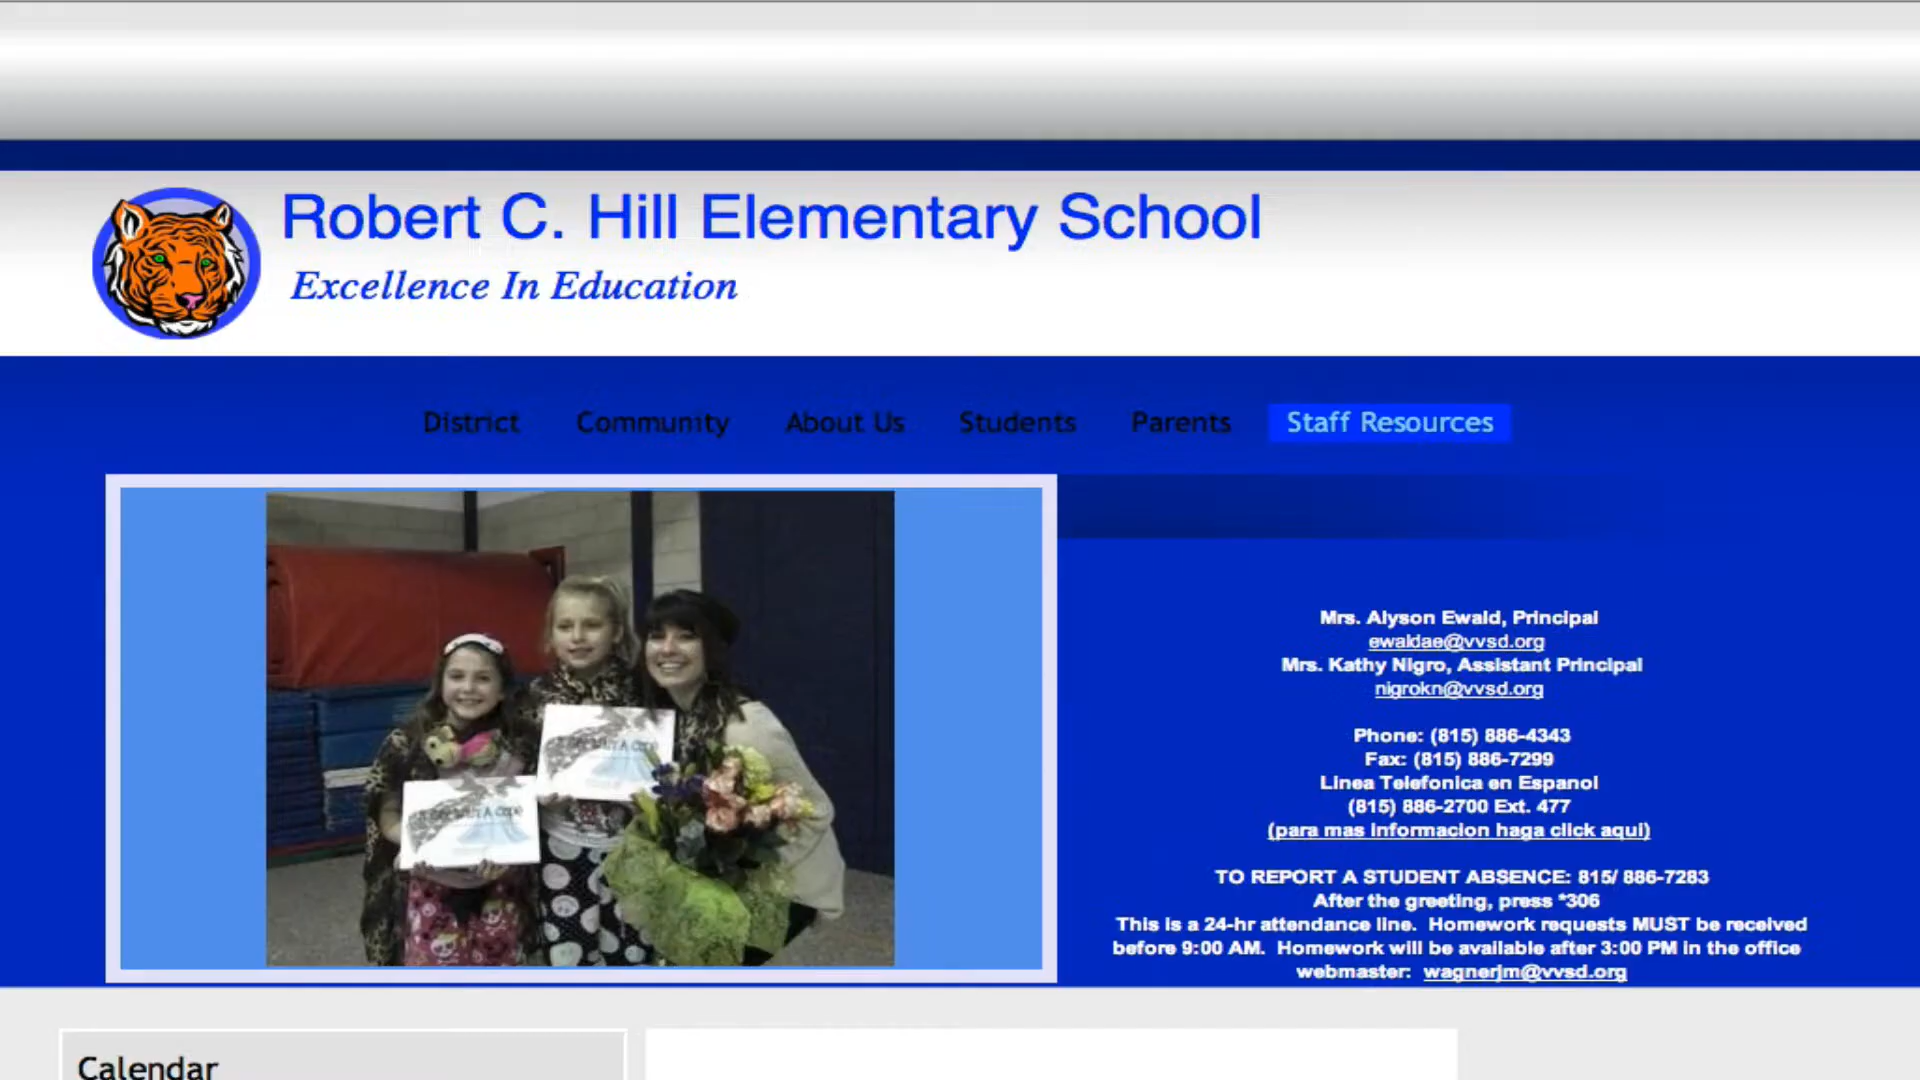 Robert C. Hill Elementary School
Excellence In Education
District Community About Us Students Parents Staff Resources
Mrs. Alyson Ewald, Principal
ewaldae@vvsd.org
Mrs. Kathy Nigro, Assistant Principal
nigrokn@vvsd.org
Phone: (815) 886-4343
Fax: (815) 886-7299
Linea Telefonica en Espanol
(815) 886-2700 Ext. 477
(para mas informacion haga click aqui)
TO REPORT A STUDENT ABSENCE: 815/ 886-7283
After the greeting, press *306
This is a 24-hr attendance line. Homework requests MUST be received
before 9:00 AM. Homework will be available after 3:00 PM in the office
webmaster: wagnerjm@vvsd.org
Calendar